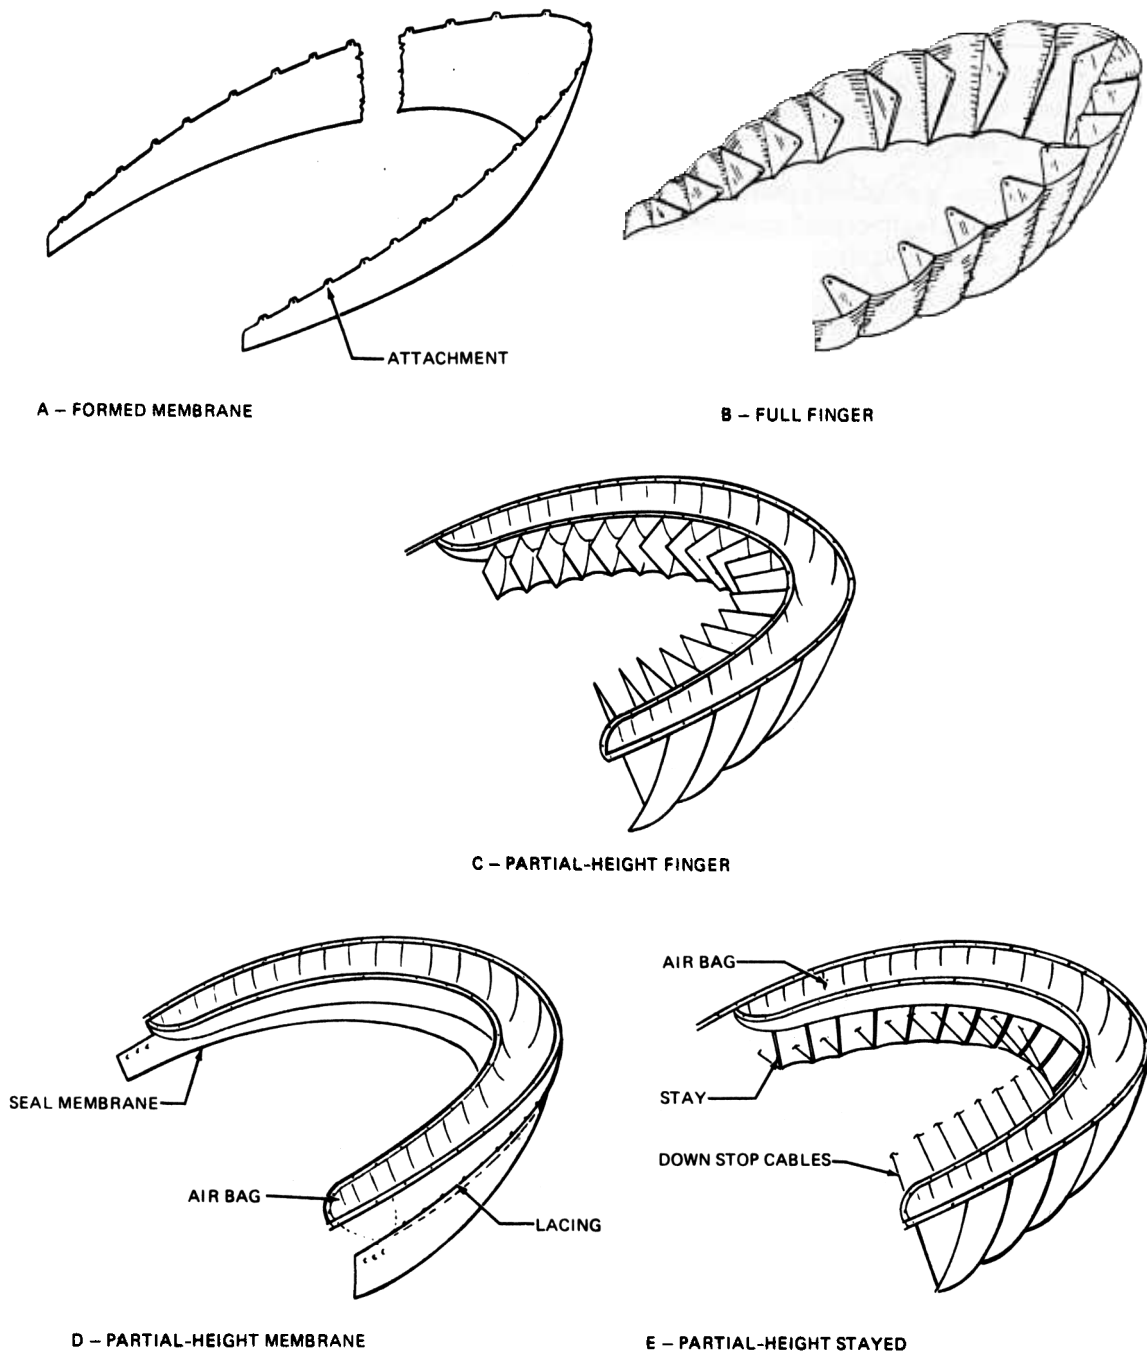 ATTACHMENT
A – FORMED MEMBRANE
B – FULL FINGER
C – PARTIAL-HEIGHT FINGER
SEAL MEMBRANE
AIR BAG
LACING
D – PARTIAL-HEIGHT MEMBRANE
AIR BAG
STAY
DOWN STOP CABLES
E – PARTIAL-HEIGHT STAYED